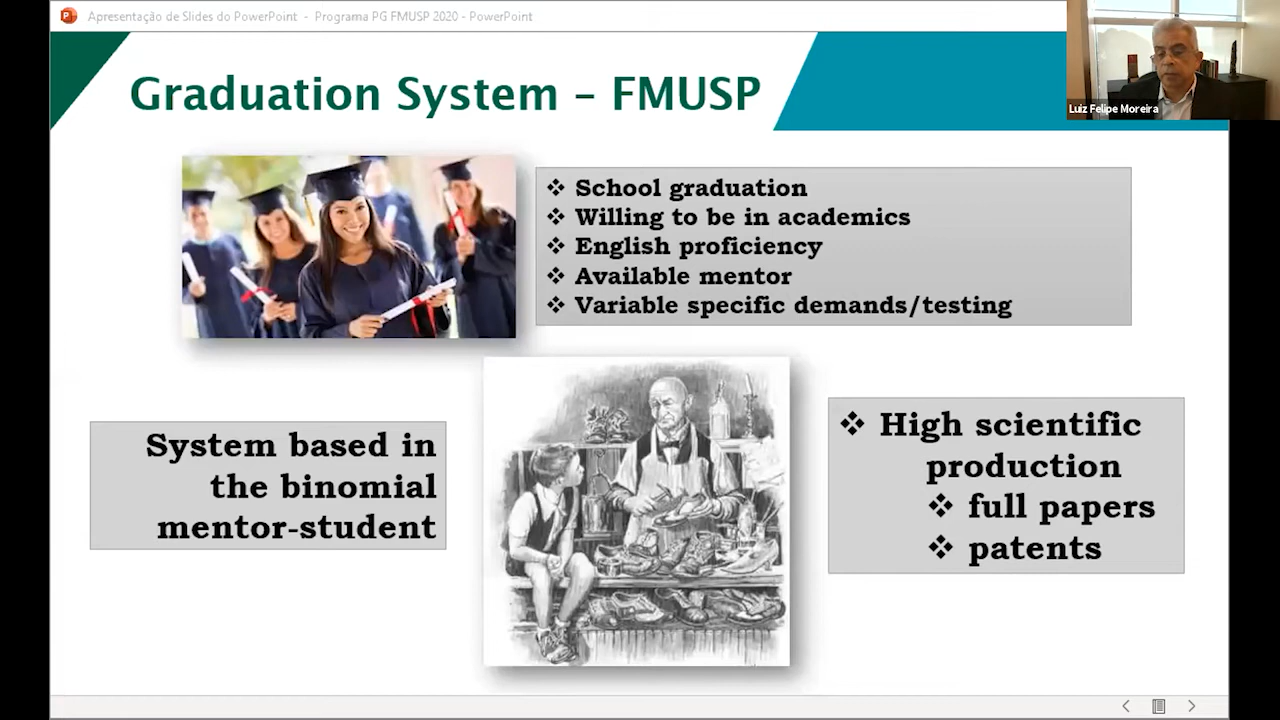 Apresentação de Slides do PowerPoint - Programa PG FMUSP 2020 - PowerPoint
Luiz Felipe Moreira
Graduation System – FMUSP
❖ School graduation
❖ Willing to be in academics
❖ English proficiency
❖ Available mentor
❖ Variable specific demands/testing
System based in
the binomial
mentor-student
❖ High scientific
production
❖ full papers
❖ patents